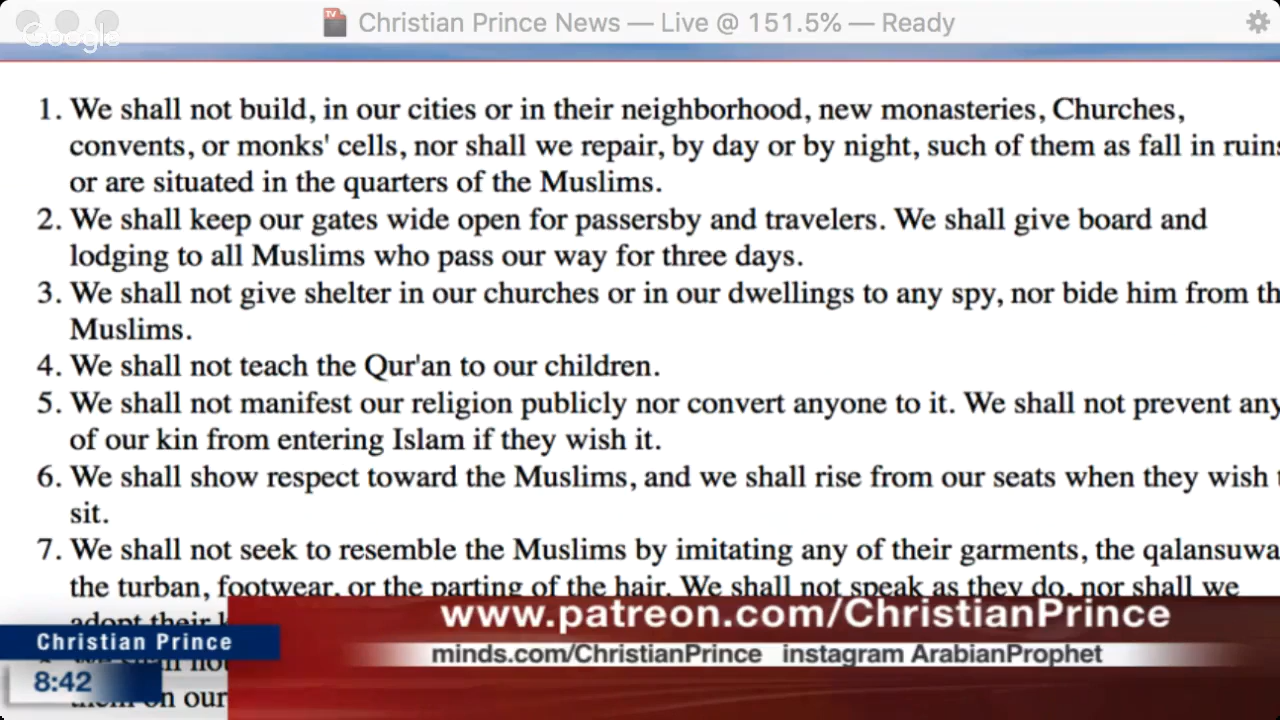 Christian Prince News — Live @ 151.5% — Ready
Google
1. We shall not build, in our cities or in their neighborhood, new monasteries, Churches,
convents, or monks' cells, nor shall we repair, by day or by night, such of them as fall in ruins
or are situated in the quarters of the Muslims.
2. We shall keep our gates wide open for passersby and travelers. We shall give board and
lodging to all Muslims who pass our way for three days.
3. We shall not give shelter in our churches or in our dwellings to any spy, nor bide him from th
Muslims.
4. We shall not teach the Qur'an to our children.
5. We shall not manifest our religion publicly nor convert anyone to it. We shall not prevent any
of our kin from entering Islam if they wish it.
6. We shall show respect toward the Muslims, and we shall rise from our seats when they wish t
sit.
7. We shall not seek to resemble the Muslims by imitating any of their garments, the qalansuwa
the turban, footwear, or the parting of the hair. We shall not speak as they do, nor shall we
adopt their
www.patreon.com/ChristianPrince
Christian Prince
minds.com/ChristianPrince instagram ArabianProphet
8:42
on our